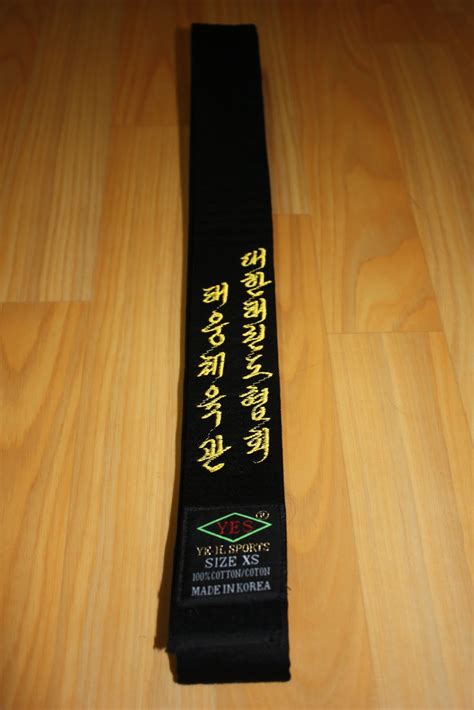 대한태권도협회
태웅체육관
YES ®
YE-IL SPORTS
SIZE XS
100% COTTON/COTON
MADE IN KOREA